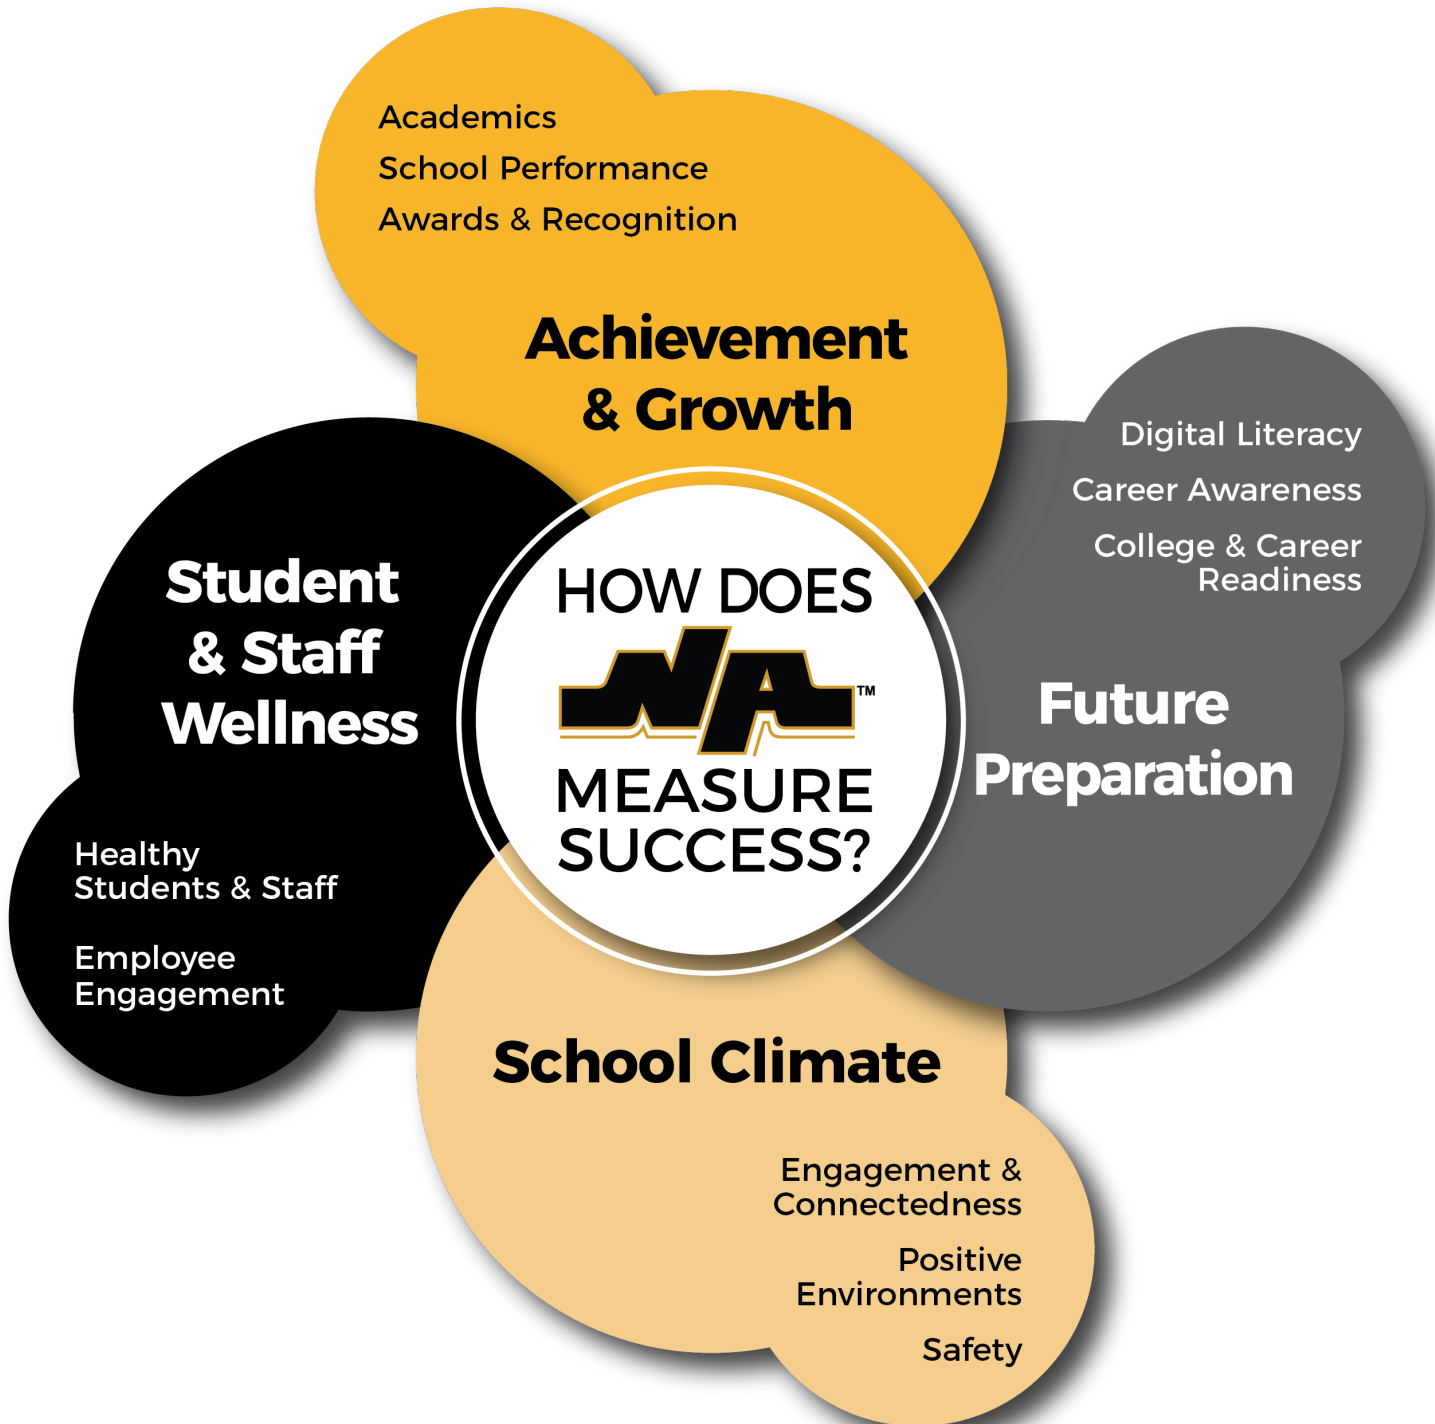 Academics
School Performance
Awards & Recognition
Achievement
& Growth
Digital Literacy
Career Awareness
College & Career
Readiness
Future
Preparation
Student
& Staff
Wellness
Healthy
Students & Staff
Employee
Engagement
HOW DOES
NA™
MEASURE
SUCCESS?
School Climate
Engagement &
Connectedness
Positive
Environments
Safety